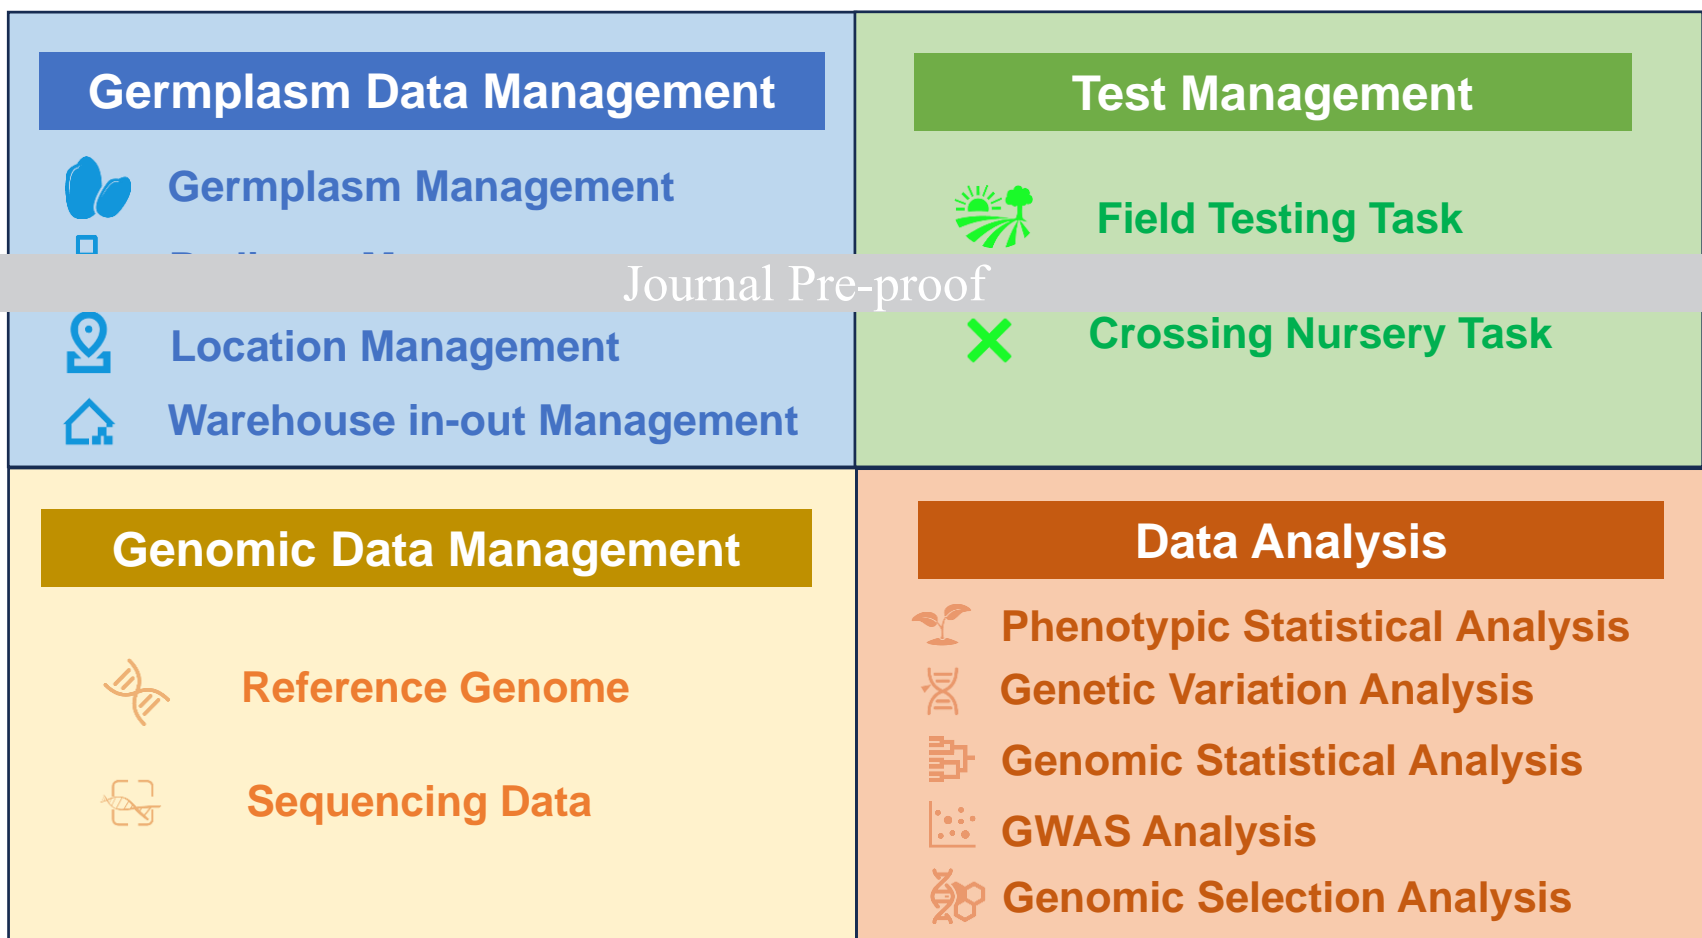 Germplasm Data Management
Germplasm Management
Location Management
Warehouse in-out Management
Test Management
Field Testing Task
Crossing Nursery Task
Journal Pre-proof
Genomic Data Management
Reference Genome
Sequencing Data
Data Analysis
Phenotypic Statistical Analysis
Genetic Variation Analysis
Genomic Statistical Analysis
GWAS Analysis
Genomic Selection Analysis